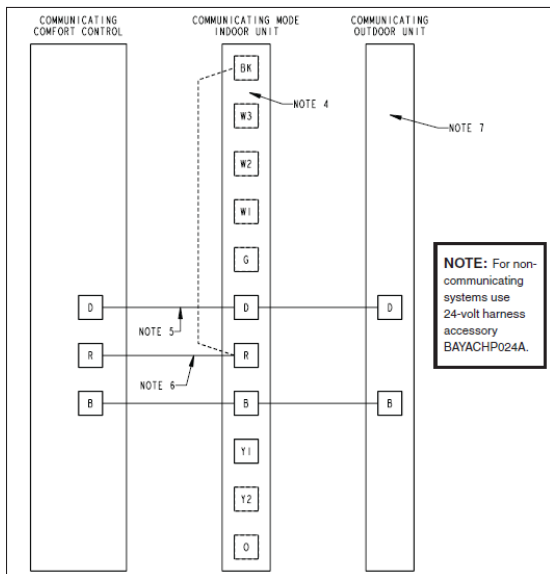 COMMUNICATING
COMFORT CONTROL
COMMUNICATING MODE
INDOOR UNIT
COMMUNICATING
OUTDOOR UNIT
BK
NOTE 4
W3
NOTE 7
W2
W1
G
NOTE: For non-
communicating
systems use
24-volt harness
accessory
BAYACHP024A.
D
D
D
NOTE 5
R
R
NOTE 6
B
B
B
Y1
Y2
O